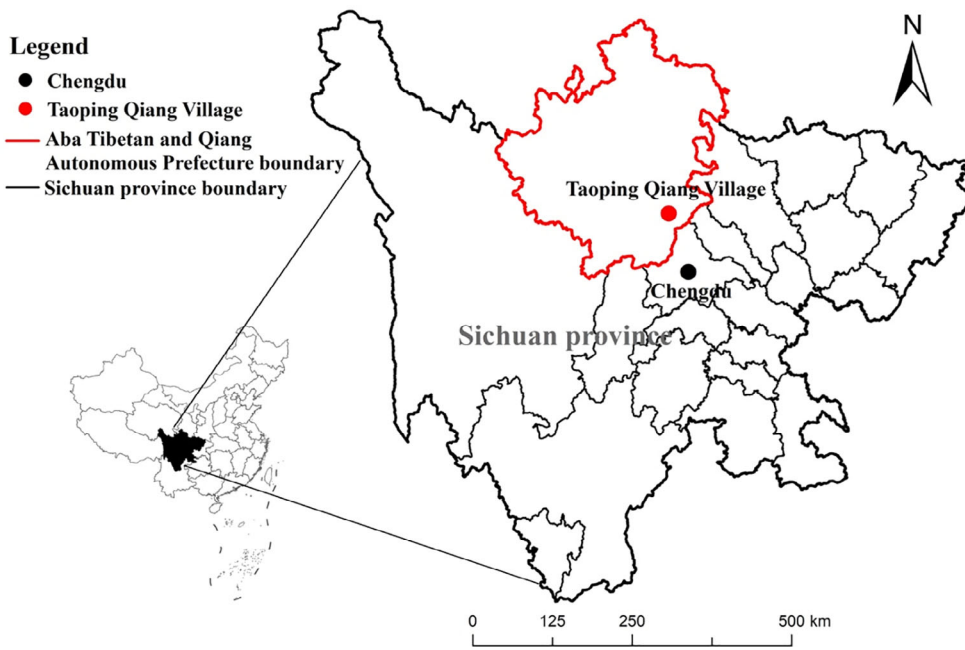 Legend
Chengdu
Taoping Qiang Village
Aba Tibetan and Qiang
Autonomous Prefecture boundary
Sichuan province boundary
N
Taoping Qiang Village
Chengdu
Sichuan province
0 125 250 500 km